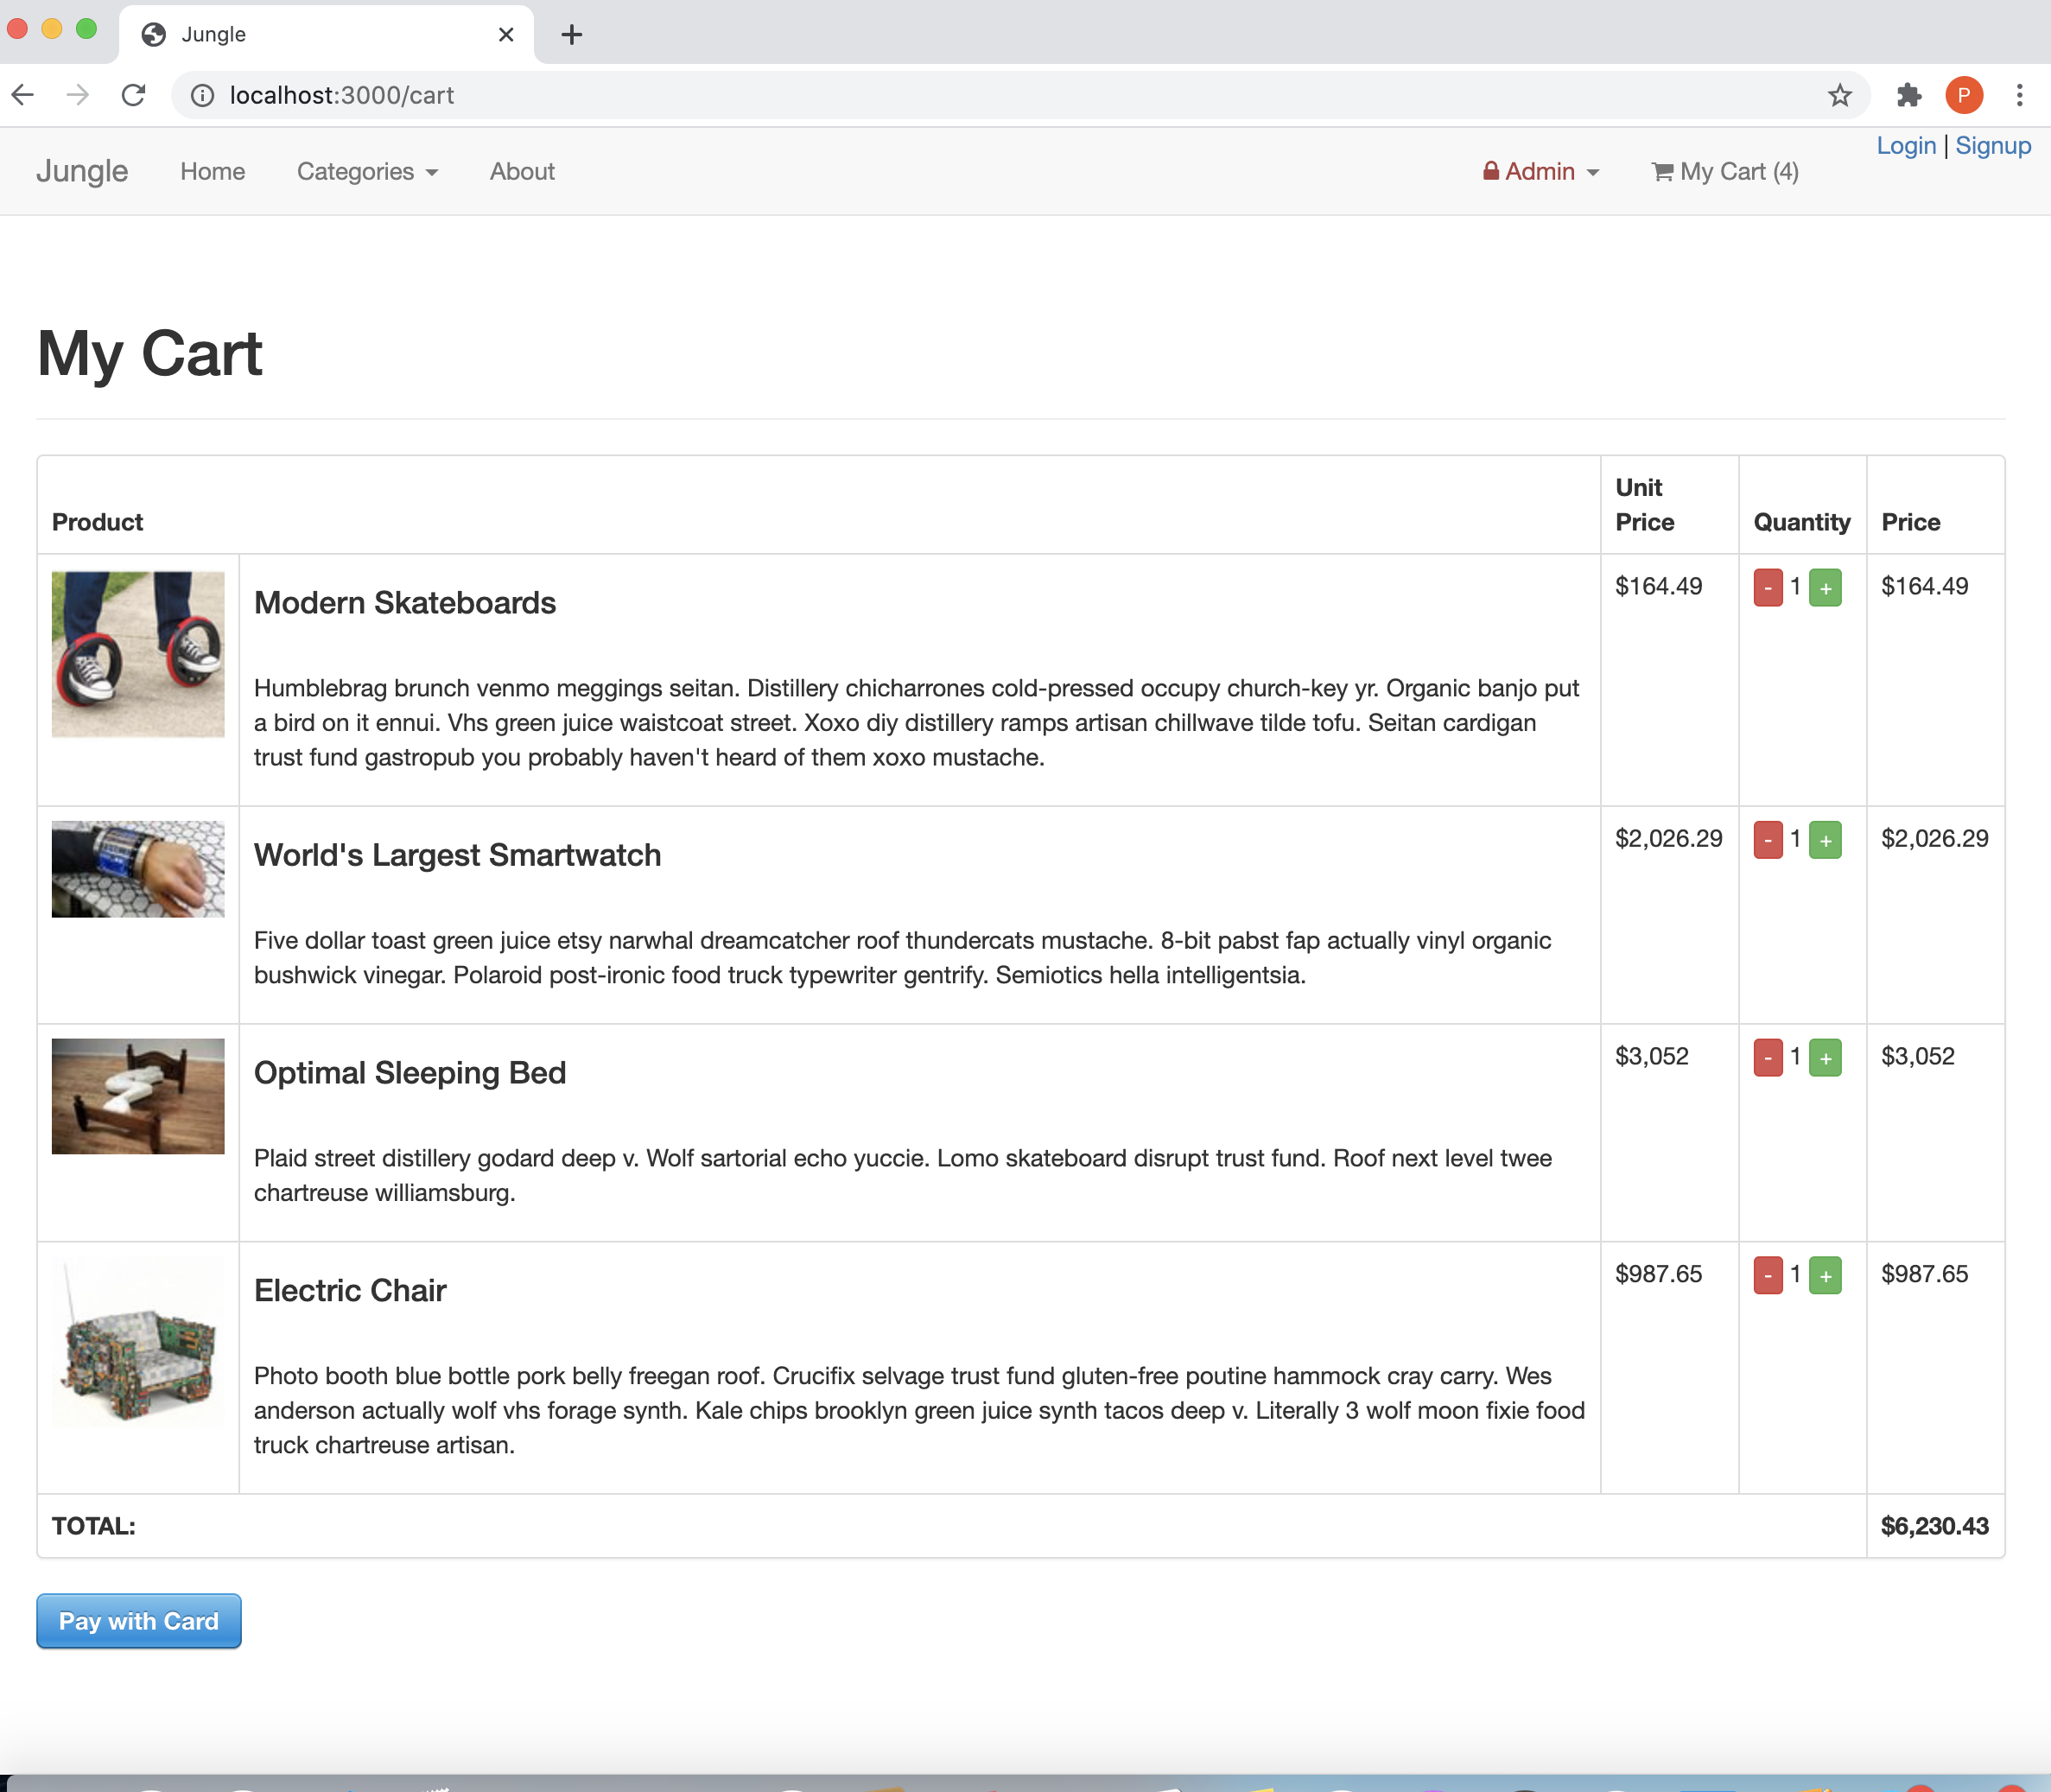 Jungle
localhost:3000/cart
P
Login | Signup
Jungle Home Categories About Admin My Cart (4)
My Cart
Product Unit Price Quantity Price
Modern Skateboards $164.49 - 1 + $164.49
Humblebrag brunch venmo meggings seitan. Distillery chicharrones cold-pressed occupy church-key yr. Organic banjo put
a bird on it ennui. Vhs green juice waistcoat street. Xoxo diy distillery ramps artisan chillwave tilde tofu. Seitan cardigan
trust fund gastropub you probably haven't heard of them xoxo mustache.
World's Largest Smartwatch $2,026.29 - 1 + $2,026.29
Five dollar toast green juice etsy narwhal dreamcatcher roof thundercats mustache. 8-bit pabst fap actually vinyl organic
bushwick vinegar. Polaroid post-ironic food truck typewriter gentrify. Semiotics hella intelligentsia.
Optimal Sleeping Bed $3,052 - 1 + $3,052
Plaid street distillery godard deep v. Wolf sartorial echo yuccie. Lomo skateboard disrupt trust fund. Roof next level twee
chartreuse williamsburg.
Electric Chair $987.65 - 1 + $987.65
Photo booth blue bottle pork belly freegan roof. Crucifix selvage trust fund gluten-free poutine hammock cray carry. Wes
anderson actually wolf vhs forage synth. Kale chips brooklyn green juice synth tacos deep v. Literally 3 wolf moon fixie food
truck chartreuse artisan.
TOTAL: $6,230.43
Pay with Card